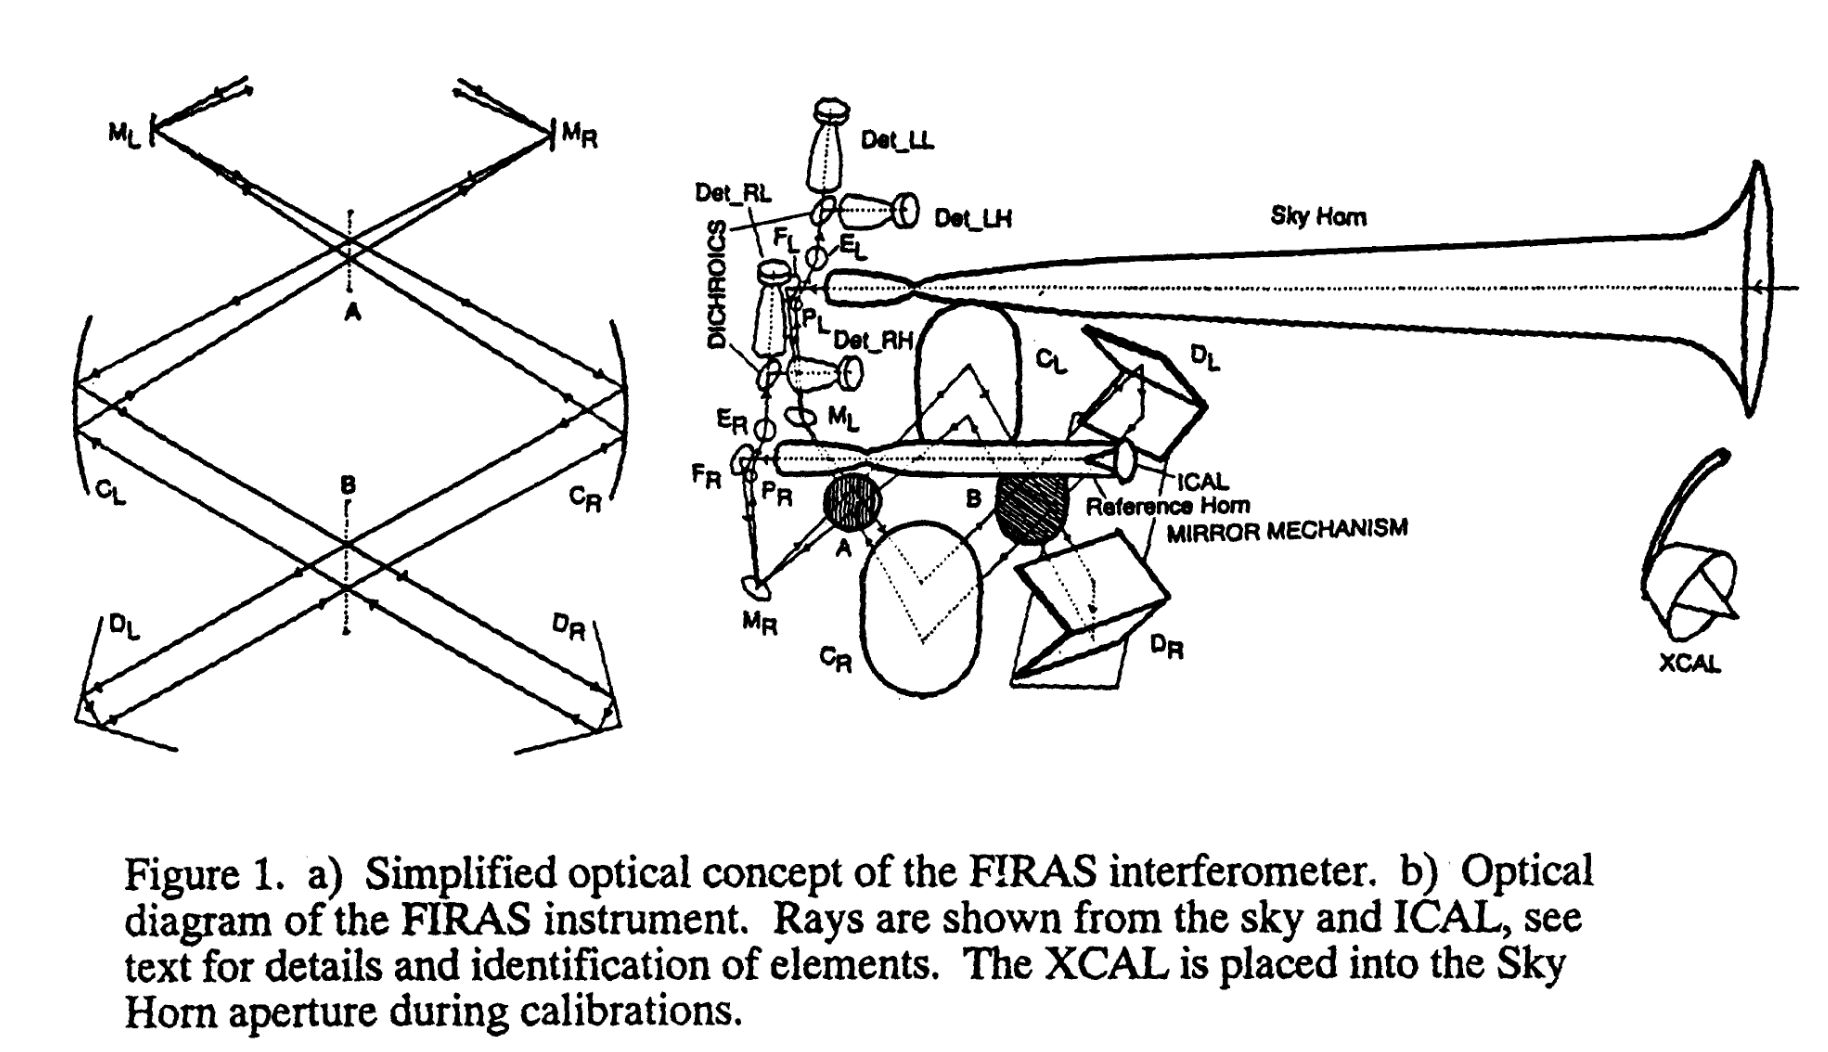 M_L
M_R
A
C_L
B
C_R
D_L
D_R
Det_LL
Det_RL
Det_LH
F_L
E_L
DICHROICS
Sky Horn
P_L
Det_RH
C_L
D_L
M_L
E_R
F_R
P_R
B
ICAL
Reference Horn
MIRROR MECHANISM
A
M_R
C_R
D_R
XCAL
Figure 1. a) Simplified optical concept of the FIRAS interferometer. b) Optical
diagram of the FIRAS instrument. Rays are shown from the sky and ICAL, see
text for details and identification of elements. The XCAL is placed into the Sky
Horn aperture during calibrations.